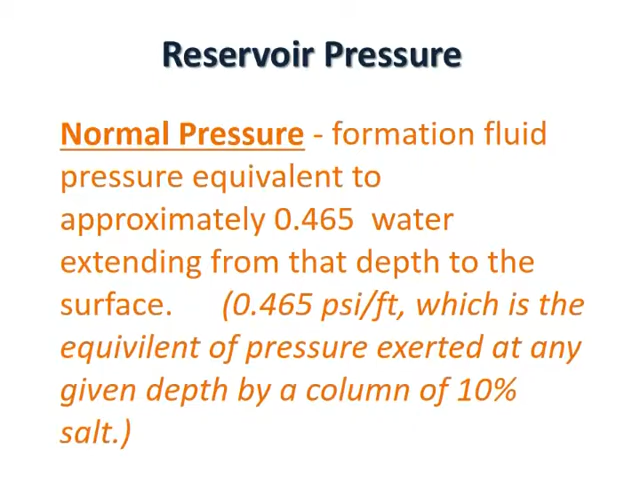 Reservoir Pressure
Normal Pressure - formation fluid
pressure equivalent to
approximately 0.465 water
extending from that depth to the
surface. (0.465 psi/ft, which is the
equivilent of pressure exerted at any
given depth by a column of 10%
salt.)